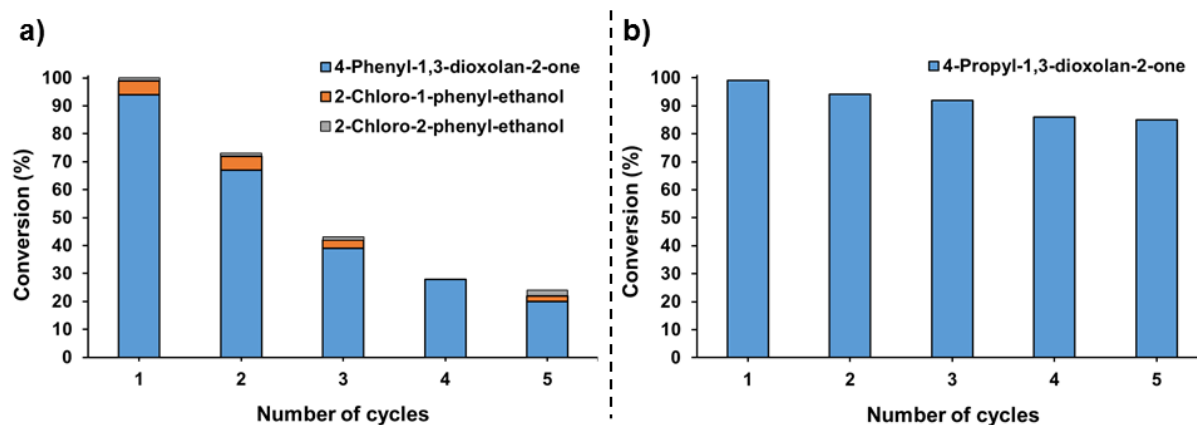 a)
4-Phenyl-1,3-dioxolan-2-one
2-Chloro-1-phenyl-ethanol
2-Chloro-2-phenyl-ethanol
Conversion (%)
100
90
80
70
60
50
40
30
20
10
0
1 2 3 4 5
Number of cycles
b)
4-Propyl-1,3-dioxolan-2-one
Conversion (%)
100
90
80
70
60
50
40
30
20
10
0
1 2 3 4 5
Number of cycles